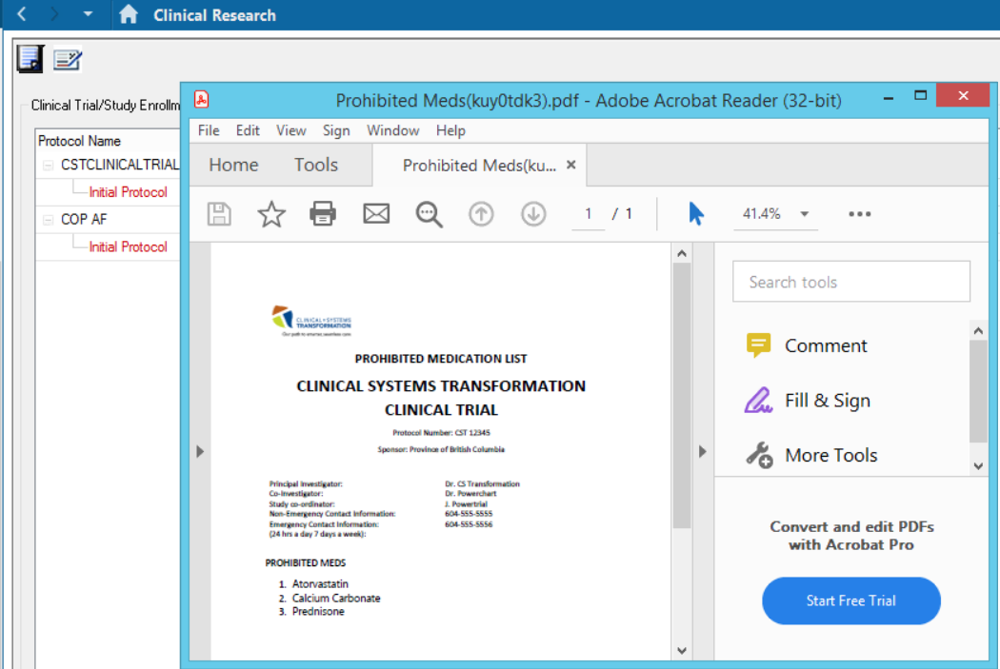 Clinical Research
Clinical Trial/Study Enrollm
Protocol Name
CSTCLINICALTRIAL
Initial Protocol
COP AF
Initial Protocol
Prohibited Meds(kuy0tdk3).pdf - Adobe Acrobat Reader (32-bit)
File Edit View Sign Window Help
Home Tools Prohibited Meds(ku... ×
1 / 1 41.4%
CLINICAL+SYSTEMS
TRANSFORMATION
Our path to smarter, seamless care
PROHIBITED MEDICATION LIST
CLINICAL SYSTEMS TRANSFORMATION
CLINICAL TRIAL
Protocol Number: CST 12345
Sponsor: Province of British Columbia
Principal Investigator: Dr. CS Transformation
Co-Investigator: Dr. Powerchart
Study co-ordinator: J. Powertrial
Non-Emergency Contact Information: 604-555-5555
Emergency Contact Information: 604-555-5556
(24 hrs a day 7 days a week):
PROHIBITED MEDS
1. Atorvastatin
2. Calcium Carbonate
3. Prednisone
Search tools
Comment
Fill & Sign
More Tools
Convert and edit PDFs
with Acrobat Pro
Start Free Trial